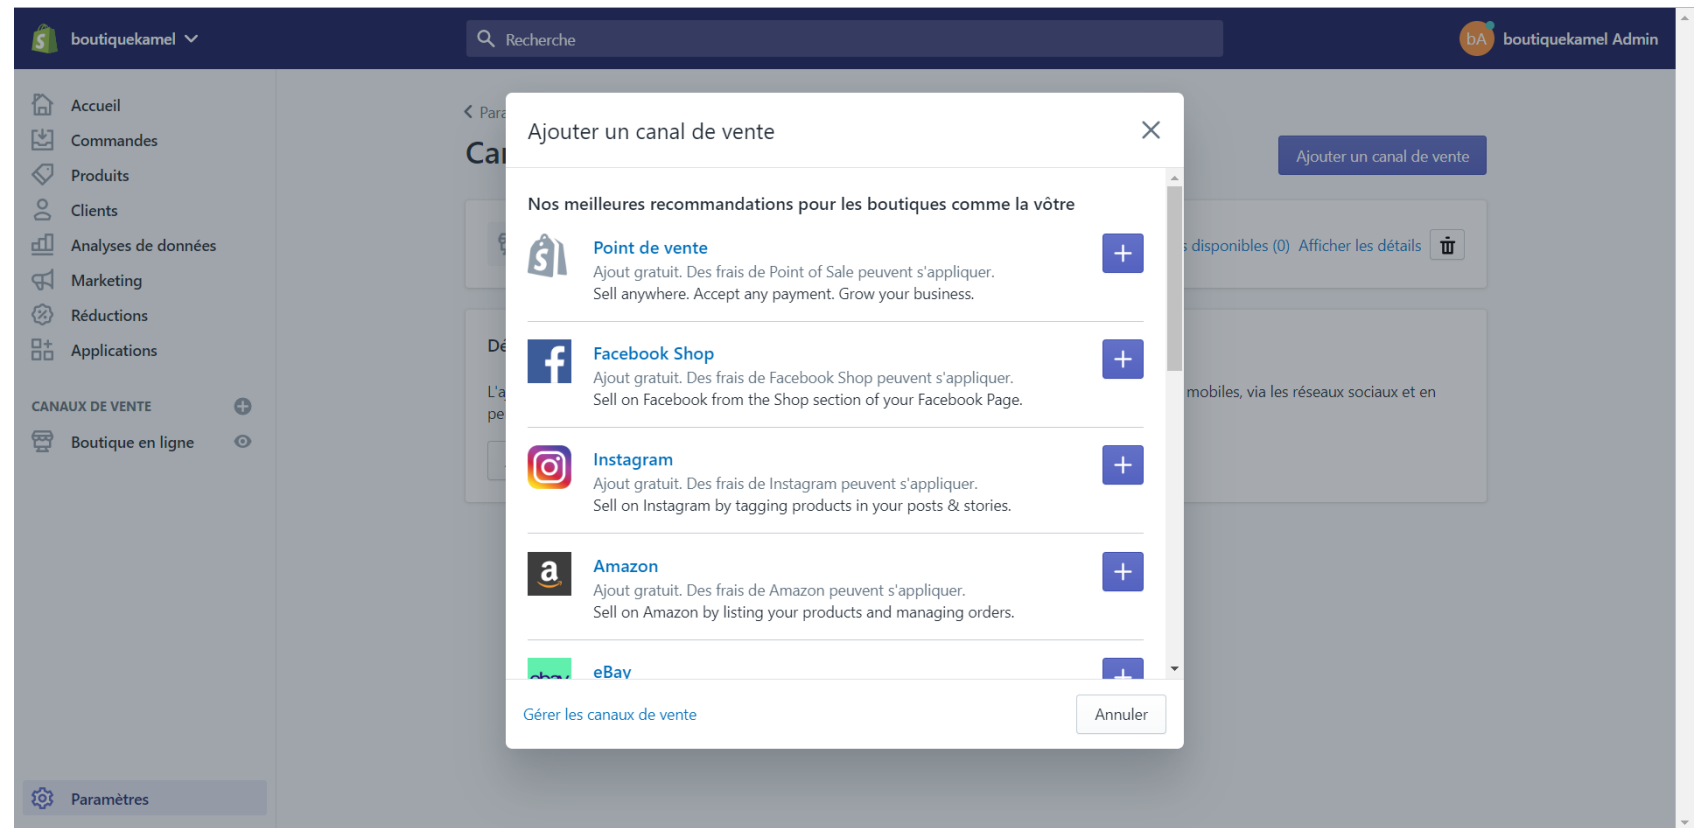 boutiquekamel
Recherche
bA
boutiquekamel Admin
Accueil
Commandes
Produits
Clients
Analyses de données
Marketing
Réductions
Applications
CANAUX DE VENTE
Boutique en ligne
Paramètres
Ajouter un canal de vente
disponibles (0) Afficher les détails
mobiles, via les réseaux sociaux et en
Ajouter un canal de vente
Nos meilleures recommandations pour les boutiques comme la vôtre
Point de vente
Ajout gratuit. Des frais de Point of Sale peuvent s'appliquer.
Sell anywhere. Accept any payment. Grow your business.
Facebook Shop
Ajout gratuit. Des frais de Facebook Shop peuvent s'appliquer.
Sell on Facebook from the Shop section of your Facebook Page.
Instagram
Ajout gratuit. Des frais de Instagram peuvent s'appliquer.
Sell on Instagram by tagging products in your posts & stories.
Amazon
Ajout gratuit. Des frais de Amazon peuvent s'appliquer.
Sell on Amazon by listing your products and managing orders.
eBay
Gérer les canaux de vente
Annuler